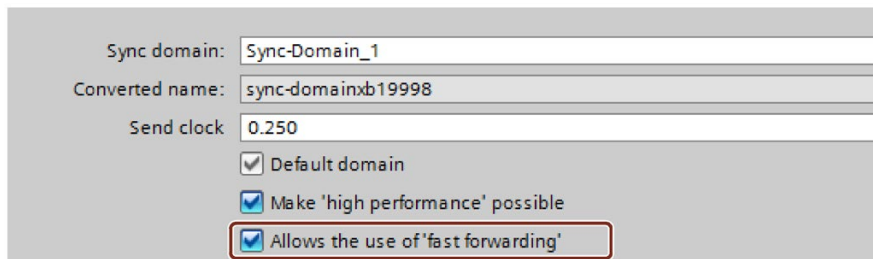 Sync domain: Sync-Domain_1
Converted name: sync-domainxb19998
Send clock 0.250
Default domain
Make 'high performance' possible
Allows the use of 'fast forwarding'